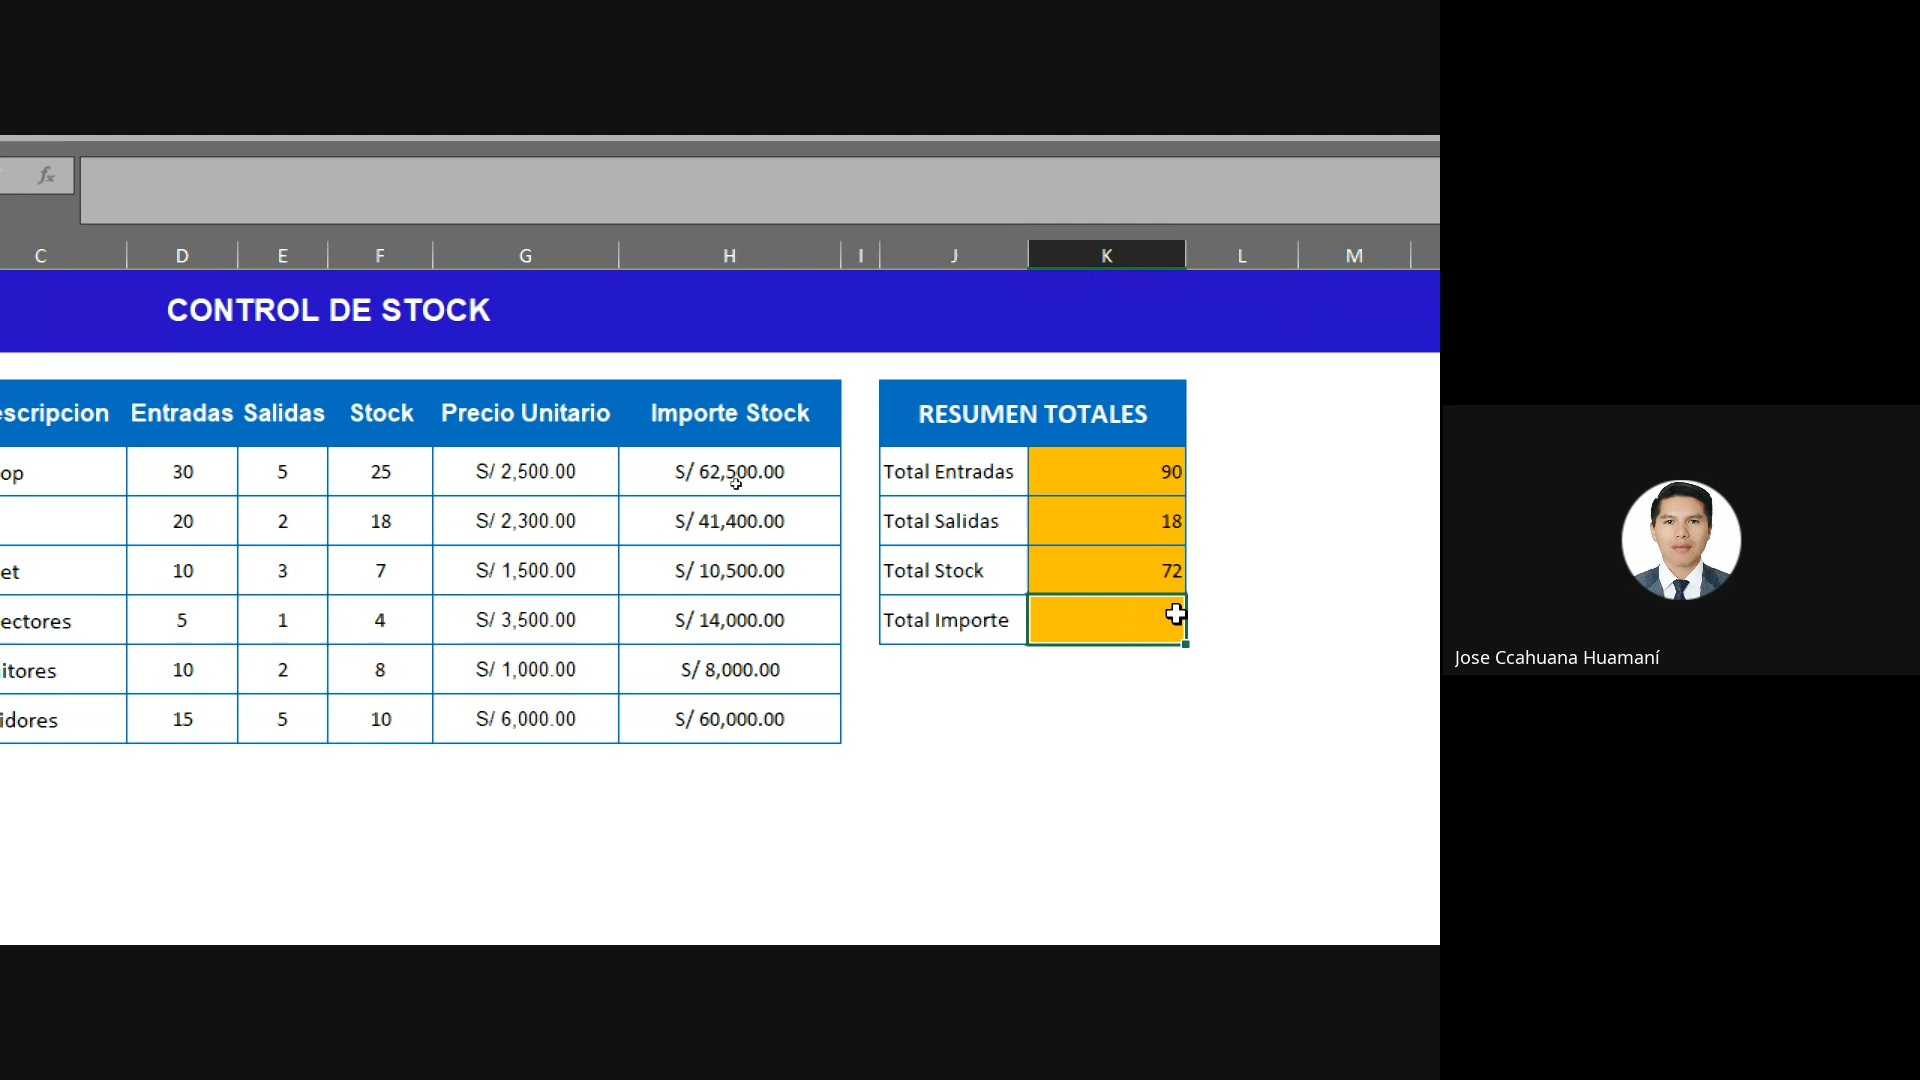 fx
C D E F G H I J K L M
CONTROL DE STOCK
escripcion Entradas Salidas Stock Precio Unitario Importe Stock
RESUMEN TOTALES
op 30 5 25 S/ 2,500.00 S/ 62,500.00
Total Entradas 90
20 2 18 S/ 2,300.00 S/ 41,400.00
Total Salidas 18
et 10 3 7 S/ 1,500.00 S/ 10,500.00
Total Stock 72
ectores 5 1 4 S/ 3,500.00 S/ 14,000.00
Total Importe
itores 10 2 8 S/ 1,000.00 S/ 8,000.00
idores 15 5 10 S/ 6,000.00 S/ 60,000.00
Jose Ccahuana Huamaní